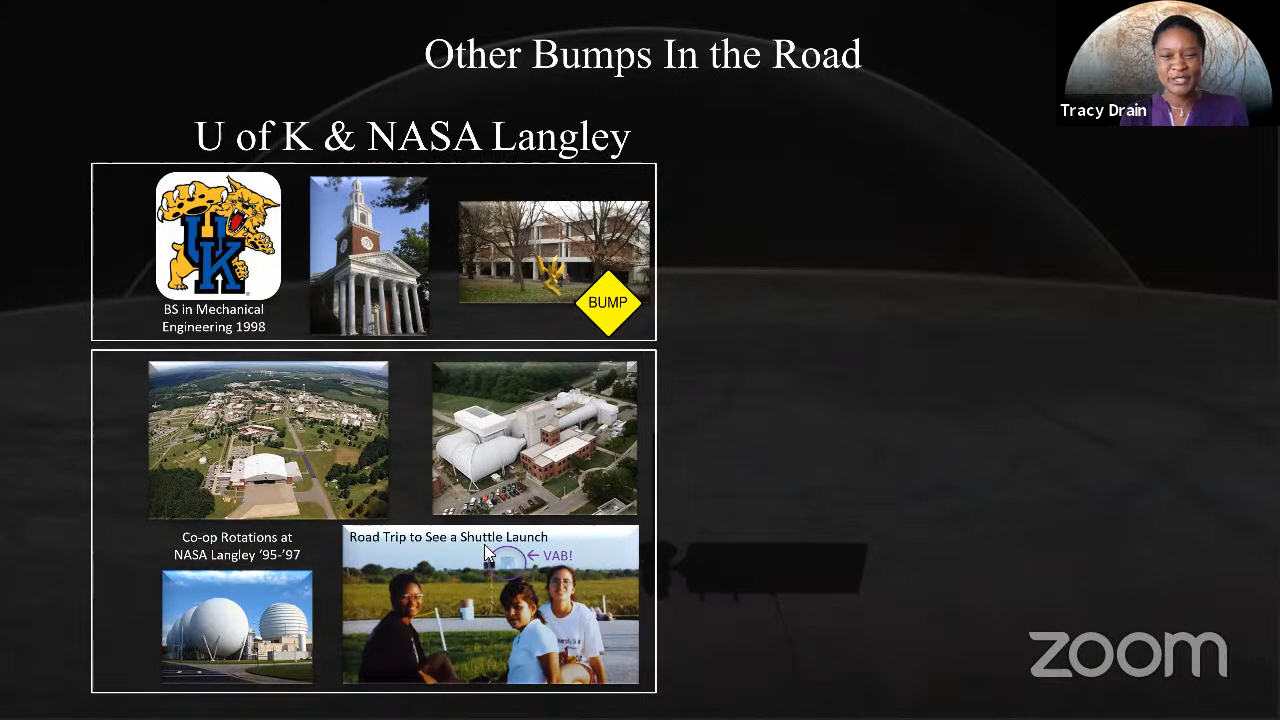 Other Bumps In the Road
Tracy Drain
U of K & NASA Langley
UK
BS in Mechanical
Engineering 1998
BUMP
Co-op Rotations at
NASA Langley ‘95-’97
Road Trip to See a Shuttle Launch
← VAB!
zoom